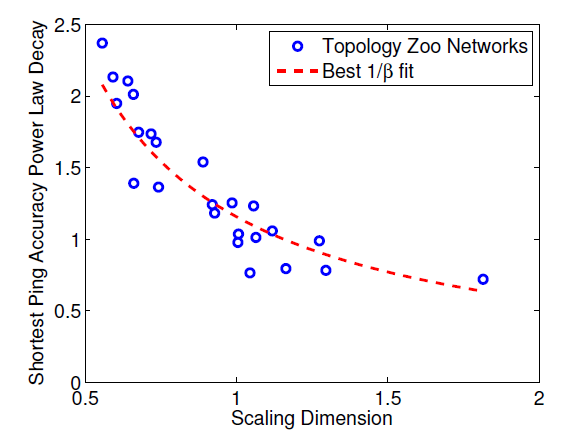 2.5
2
1.5
1
0.5
0
Shortest Ping Accuracy Power Law Decay
Topology Zoo Networks
Best 1/β fit
0.5
1
1.5
2
Scaling Dimension